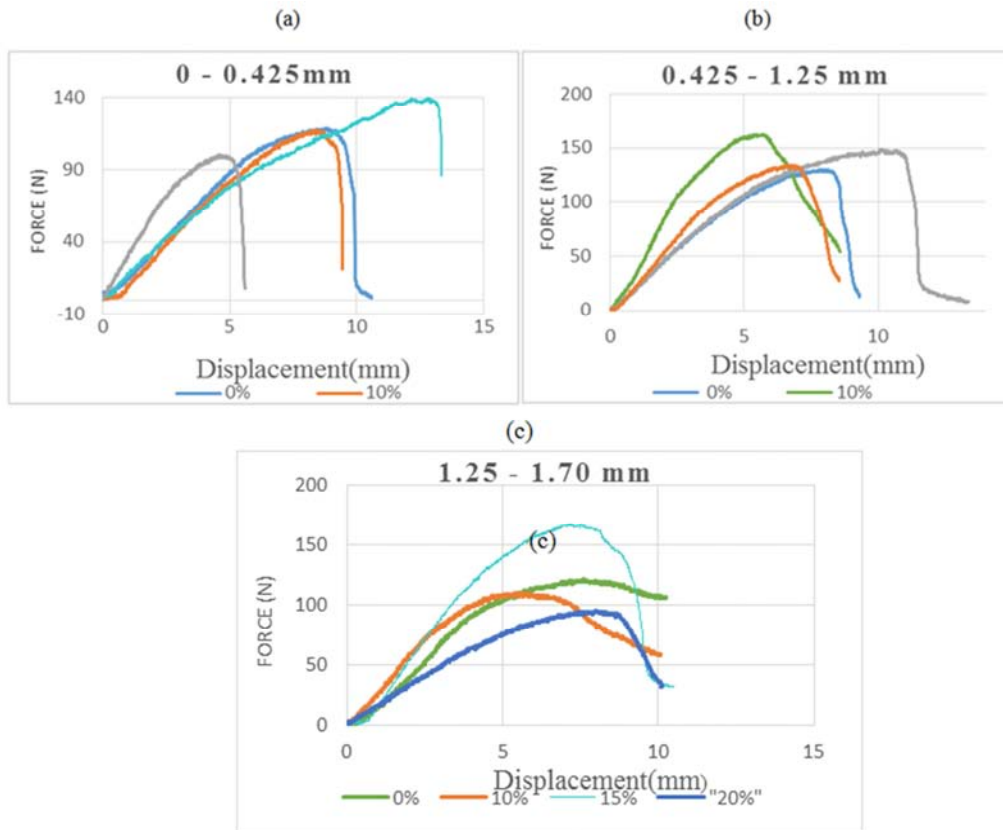 (a)
0 - 0.425mm
140
90
40
-10
FORCE (N)
0 5 10 15
Displacement(mm)
0% 10%
(b)
0.425 - 1.25 mm
200
150
100
50
0
FORCE (N)
0 5 10
Displacement(mm)
0% 10%
(c)
1.25 - 1.70 mm
200
150
100
50
0
FORCE (N)
(c)
0 5 10 15
Displacement(mm)
0% 10% 15% "20%"